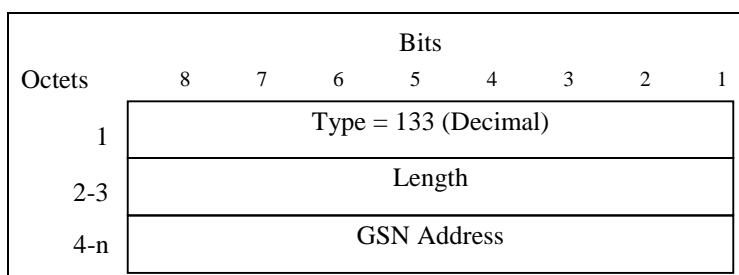 Bits
Octets 8 7 6 5 4 3 2 1
1 Type = 133 (Decimal)
2-3 Length
4-n GSN Address